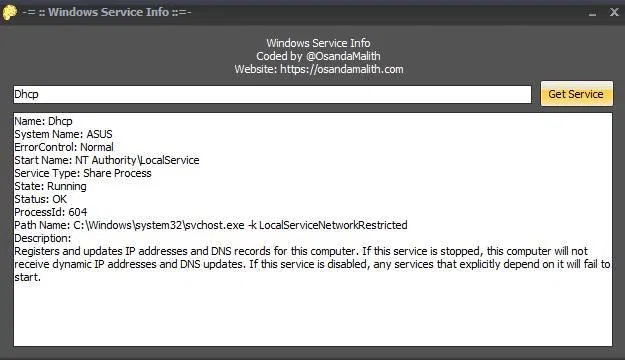 -= :: Windows Service Info ::=-
Windows Service Info
Coded by @OsandaMalith
Website: https://osandamalith.com
Dhcp
Get Service
Name: Dhcp
System Name: ASUS
ErrorControl: Normal
Start Name: NT Authority\LocalService
Service Type: Share Process
State: Running
Status: OK
ProcessId: 604
Path Name: C:\Windows\system32\svchost.exe -k LocalServiceNetworkRestricted
Description:
Registers and updates IP addresses and DNS records for this computer. If this service is stopped, this computer will not
receive dynamic IP addresses and DNS updates. If this service is disabled, any services that explicitly depend on it will fail to
start.